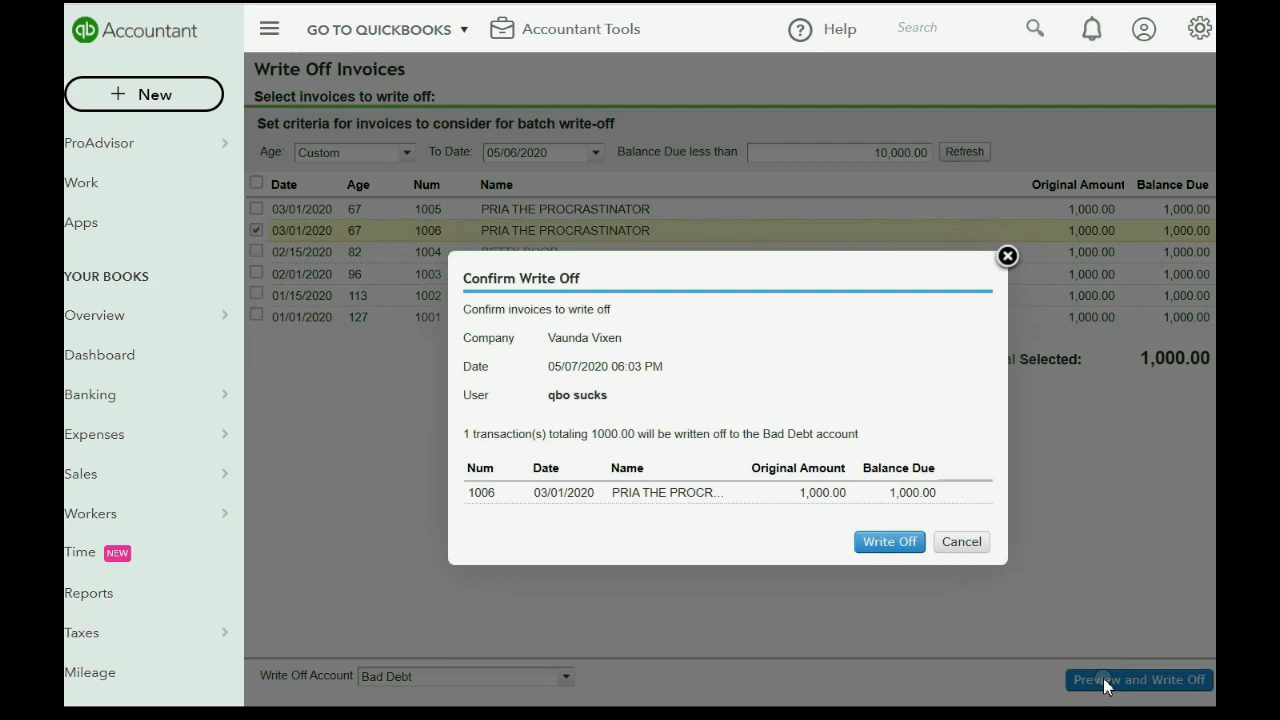 qb Accountant
GO TO QUICKBOOKS
Accountant Tools
Help
Search
+ New
ProAdvisor
Work
Apps
YOUR BOOKS
Overview
Dashboard
Banking
Expenses
Sales
Workers
Time NEW
Reports
Taxes
Mileage
Write Off Invoices
Select invoices to write off:
Set criteria for invoices to consider for batch write-off
Age: Custom To Date: 05/06/2020 Balance Due less than 10,000.00 Refresh
Date Age Num Name Original Amount Balance Due
03/01/2020 67 1005 PRIA THE PROCRASTINATOR 1,000.00 1,000.00
03/01/2020 67 1006 PRIA THE PROCRASTINATOR 1,000.00 1,000.00
02/15/2020 82 1004 BETTY BOOP 1,000.00 1,000.00
02/01/2020 96 1003 1,000.00 1,000.00
01/15/2020 113 1002 1,000.00 1,000.00
01/01/2020 127 1001 1,000.00 1,000.00
Selected: 1,000.00
Confirm Write Off
Confirm invoices to write off
Company Vaunda Vixen
Date 05/07/2020 06:03 PM
User qbo sucks
1 transaction(s) totaling 1000.00 will be written off to the Bad Debt account
Num Date Name Original Amount Balance Due
1006 03/01/2020 PRIA THE PROCR... 1,000.00 1,000.00
Write Off Cancel
Write Off Account Bad Debt
Preview and Write Off